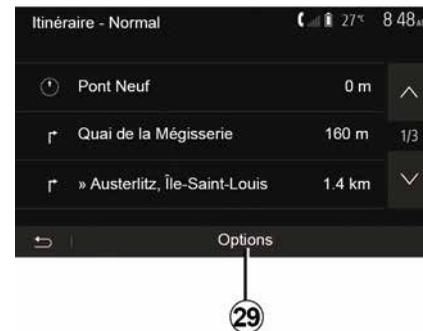 Itinéraire - Normal 27°C 8 48
Pont Neuf 0 m
Quai de la Mégisserie 160 m
1/3
» Austerlitz, Île-Saint-Louis 1.4 km
Options
29